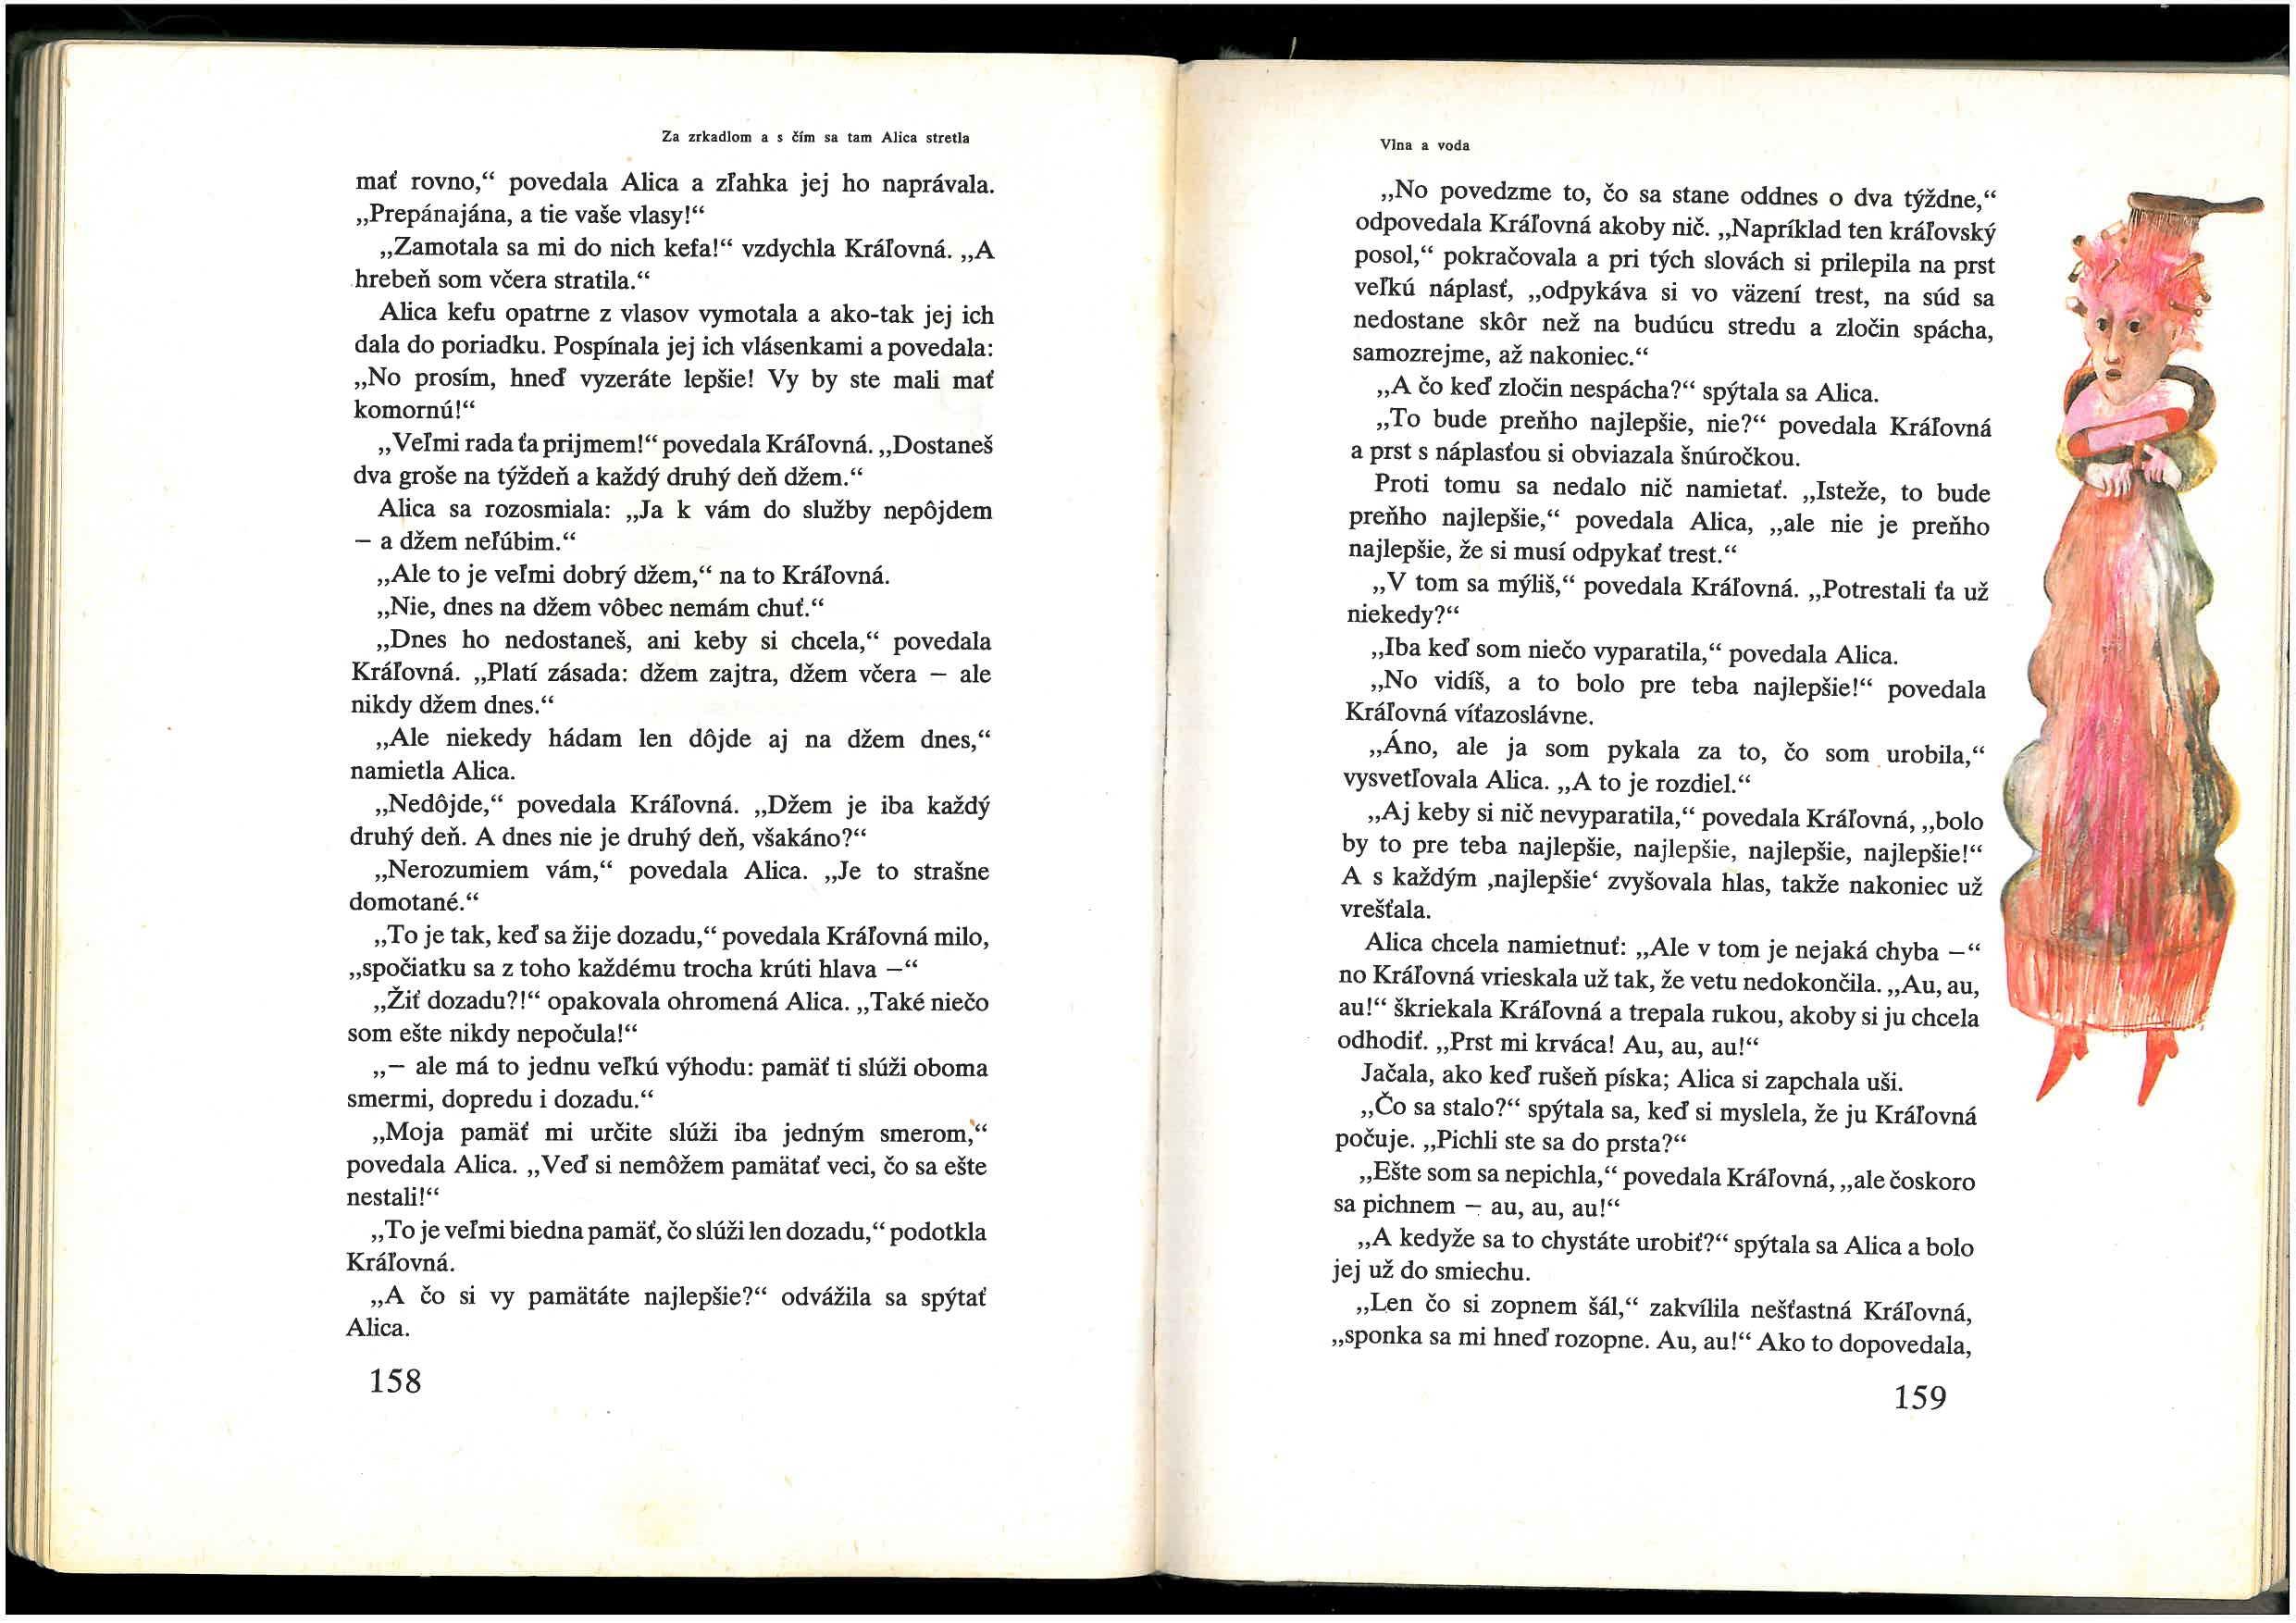 Za zrkadlom a s čím sa tam Alica stretla
mať rovno,“ povedala Alica a zľahka jej ho naprávala.
„Prepánajána, a tie vaše vlasy!“
„Zamotala sa mi do nich kefa!“ vzdychla Kráľovná. „A
hrebeň som včera stratila.“
Alica kefu opatrne z vlasov vymotala a ako-tak jej ich
dala do poriadku. Pospínala jej ich vlásenkami a povedala:
„No prosím, hneď vyzeráte lepšie! Vy by ste mali mať
komornú!“
„Veľmi rada ťa prijmem!“ povedala Kráľovná. „Dostaneš
dva groše na týždeň a každý druhý deň džem.“
Alica sa rozosmiala: „Ja k vám do služby nepôjdem
— a džem neľúbim.“
„Ale to je veľmi dobrý džem,“ na to Kráľovná.
„Nie, dnes na džem vôbec nemám chuť.“
„Dnes ho nedostaneš, ani keby si chcela,“ povedala
Kráľovná. „Platí zásada: džem zajtra, džem včera — ale
nikdy džem dnes.“
„Ale niekedy hádam len dôjde aj na džem dnes,“
namietla Alica.
„Nedôjde,“ povedala Kráľovná. „Džem je iba každý
druhý deň. A dnes nie je druhý deň, všakáno?“
„Nerozumiem vám,“ povedala Alica. „Je to strašne
domotané.“
„To je tak, keď sa žije dozadu,“ povedala Kráľovná milo,
„spočiatku sa z toho každému trocha krúti hlava —“
„Žiť dozadu?!“ opakovala ohromená Alica. „Také niečo
som ešte nikdy nepočula!“
„— ale má to jednu veľkú výhodu: pamäť ti slúži oboma
smermi, dopredu i dozadu.“
„Moja pamäť mi určite slúži iba jedným smerom,“
povedala Alica. „Veď si nemôžem pamätať veci, čo sa ešte
nestali!“
„To je veľmi biedna pamäť, čo slúži len dozadu,“ podotkla
Kráľovná.
„A čo si vy pamätáte najlepšie?“ odvážila sa spýtať
Alica.
158
Vlna a voda
„No povedzme to, čo sa stane oddnes o dva týždne,“
odpovedala Kráľovná akoby nič. „Napríklad ten kráľovský
posol,“ pokračovala a pri tých slovách si prilepila na prst
veľkú náplasť, „odpykáva si vo väzení trest, na súd sa
nedostane skôr než na budúcu stredu a zločin spácha,
samozrejme, až nakoniec.“
„A čo keď zločin nespácha?“ spýtala sa Alica.
„To bude preňho najlepšie, nie?“ povedala Kráľovná
a prst s náplasťou si obviazala šnúročkou.
Proti tomu sa nedalo nič namietať. „Isteže, to bude
preňho najlepšie,“ povedala Alica, „ale nie je preňho
najlepšie, že si musí odpykať trest.“
„V tom sa mýliš,“ povedala Kráľovná. „Potrestali ťa už
niekedy?“
„Iba keď som niečo vyparatila,“ povedala Alica.
„No vidíš, a to bolo pre teba najlepšie!“ povedala
Kráľovná víťazoslávne.
„Áno, ale ja som pykala za to, čo som urobila,“
vysvetľovala Alica. „A to je rozdiel.“
„Aj keby si nič nevyparatila,“ povedala Kráľovná, „bolo
by to pre teba najlepšie, najlepšie, najlepšie, najlepšie!“
A s každým ‚najlepšie‘ zvyšovala hlas, takže nakoniec už
vrešťala.
Alica chcela namietnuť: „Ale v tom je nejaká chyba —“
no Kráľovná vrieskala už tak, že vetu nedokončila. „Au, au,
au!“ škriekala Kráľovná a trepala rukou, akoby si ju chcela
odhodiť. „Prst mi krváca! Au, au, au!“
Jačala, ako keď rušeň píska; Alica si zapchala uši.
„Čo sa stalo?“ spýtala sa, keď si myslela, že ju Kráľovná
počuje. „Pichli ste sa do prsta?“
„Ešte som sa nepichla,“ povedala Kráľovná, „ale čoskoro
sa pichnem — au, au, au!“
„A kedyže sa to chystáte urobiť?“ spýtala sa Alica a bolo
jej už do smiechu.
„Len čo si zopnem šál,“ zakvílila nešťastná Kráľovná,
„sponka sa mi hneď rozopne. Au, au!“ Ako to dopovedala,
159